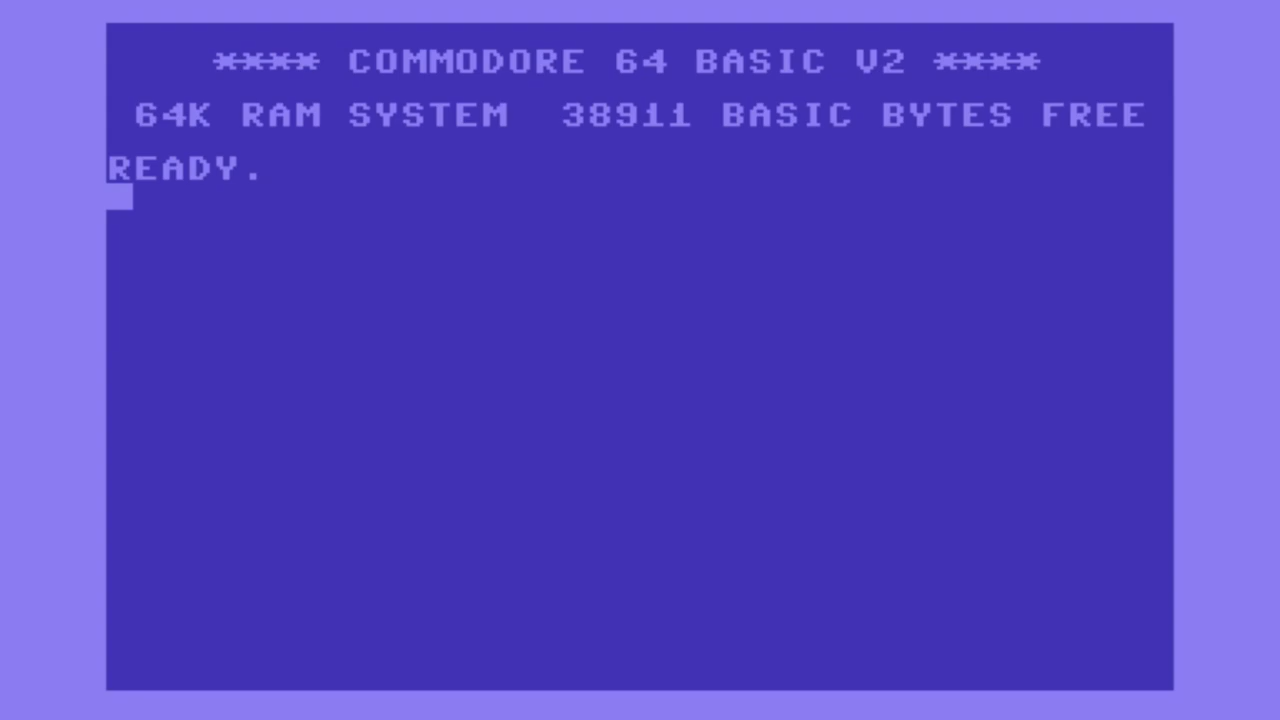 **** COMMODORE 64 BASIC V2 ****
64K RAM SYSTEM  38911 BASIC BYTES FREE
READY.